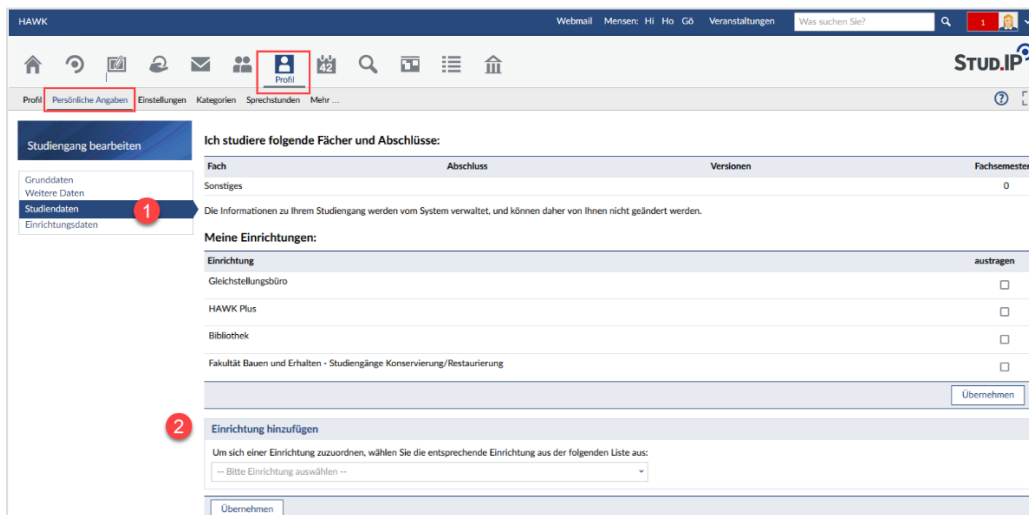 HAWK Webmail Mensen: Hi Ho Gö Veranstaltungen Was suchen Sie? 1
42
Profil
STUD.IP
Profil Persönliche Angaben Einstellungen Kategorien Sprechstunden Mehr ... ?
Studiengang bearbeiten
Grunddaten
Weitere Daten
Studiendaten 1
Einrichtungsdaten
Ich studiere folgende Fächer und Abschlüsse:
Fach Abschluss Versionen Fachsemester
Sonstiges 0
Die Informationen zu Ihrem Studiengang werden vom System verwaltet, und können daher von Ihnen nicht geändert werden.
Meine Einrichtungen:
Einrichtung austragen
Gleichstellungsbüro
HAWK Plus
Bibliothek
Fakultät Bauen und Erhalten - Studiengänge Konservierung/Restaurierung
Übernehmen
2 Einrichtung hinzufügen
Um sich einer Einrichtung zuzuordnen, wählen Sie die entsprechende Einrichtung aus der folgenden Liste aus:
-- Bitte Einrichtung auswählen --
Übernehmen